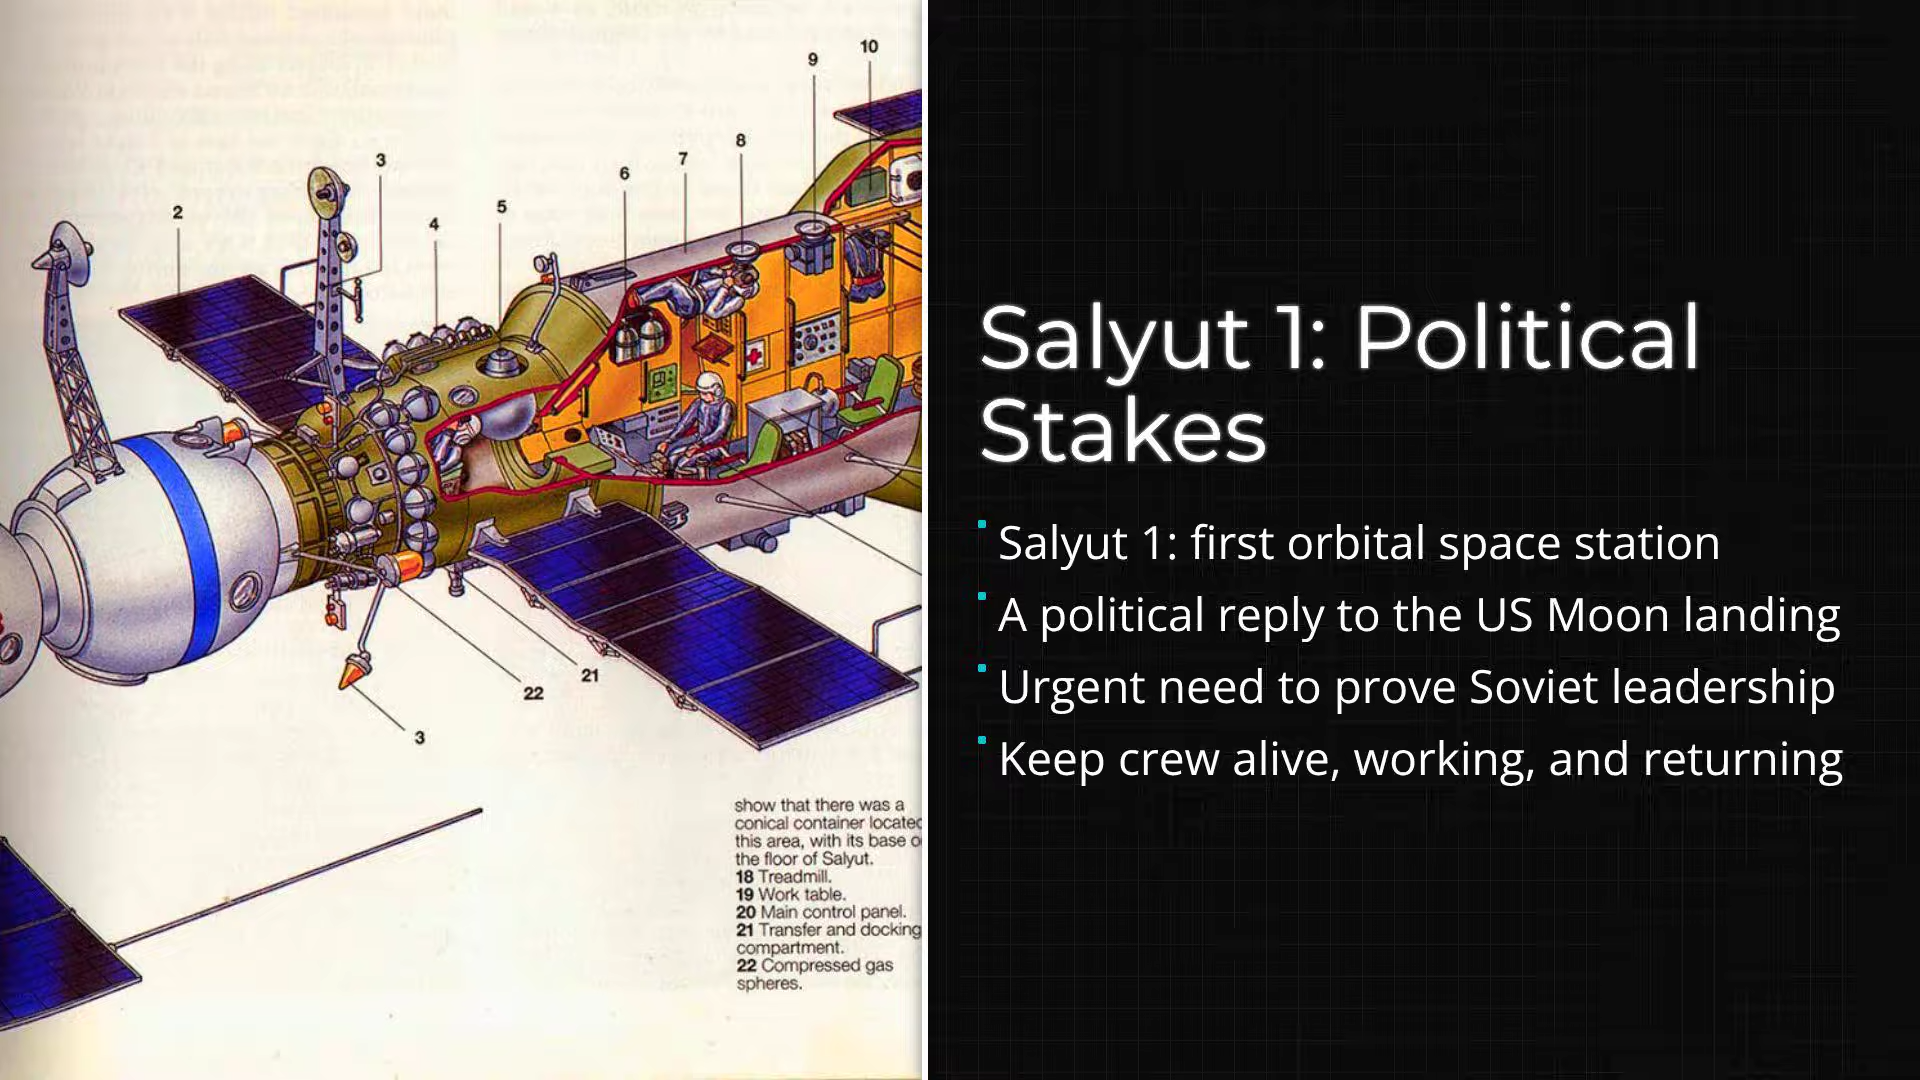 10
9
8
7
3
6
5
2
4
21
22
3
show that there was a
conical container located
this area, with its base o
the floor of Salyut.
18 Treadmill.
19 Work table.
20 Main control panel.
21 Transfer and docking
compartment.
22 Compressed gas
spheres.
Salyut 1: Political
Stakes
Salyut 1: first orbital space station
A political reply to the US Moon landing
Urgent need to prove Soviet leadership
Keep crew alive, working, and returning